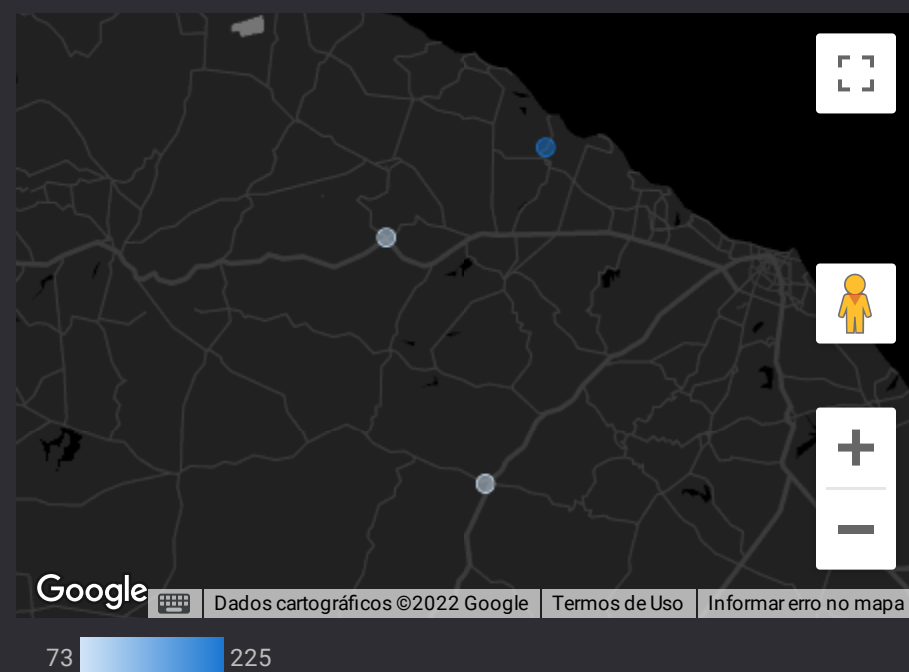 Google
Dados cartográficos ©2022 Google
Termos de Uso
Informar erro no mapa
73
225